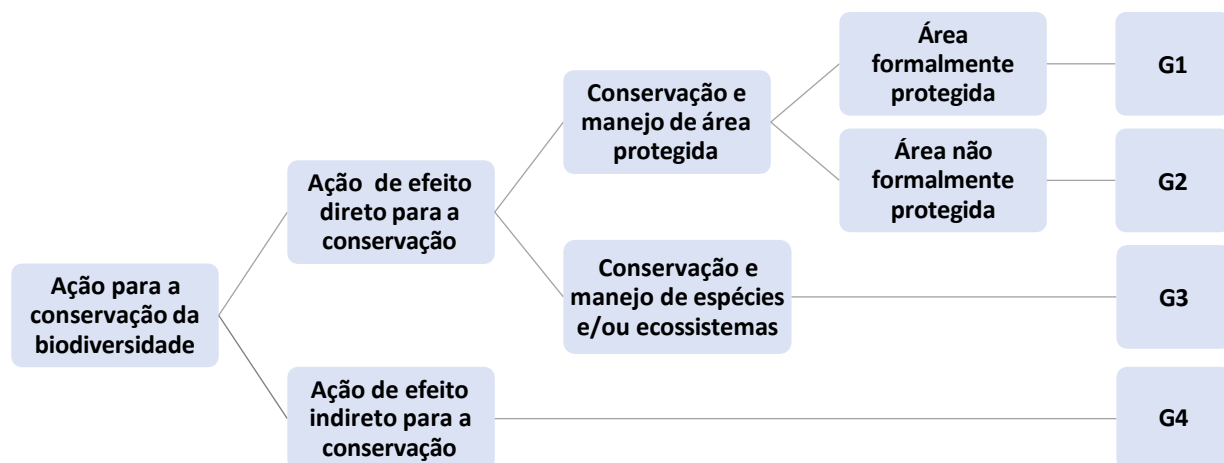 Área
formalmente
protegida
G1
Conservação e
manejo de área
protegida
Área não
formalmente
protegida
G2
Ação de efeito
direto para a
conservação
Conservação e
manejo de espécies
e/ou ecossistemas
G3
Ação para a
conservação da
biodiversidade
Ação de efeito
indireto para a
conservação
G4